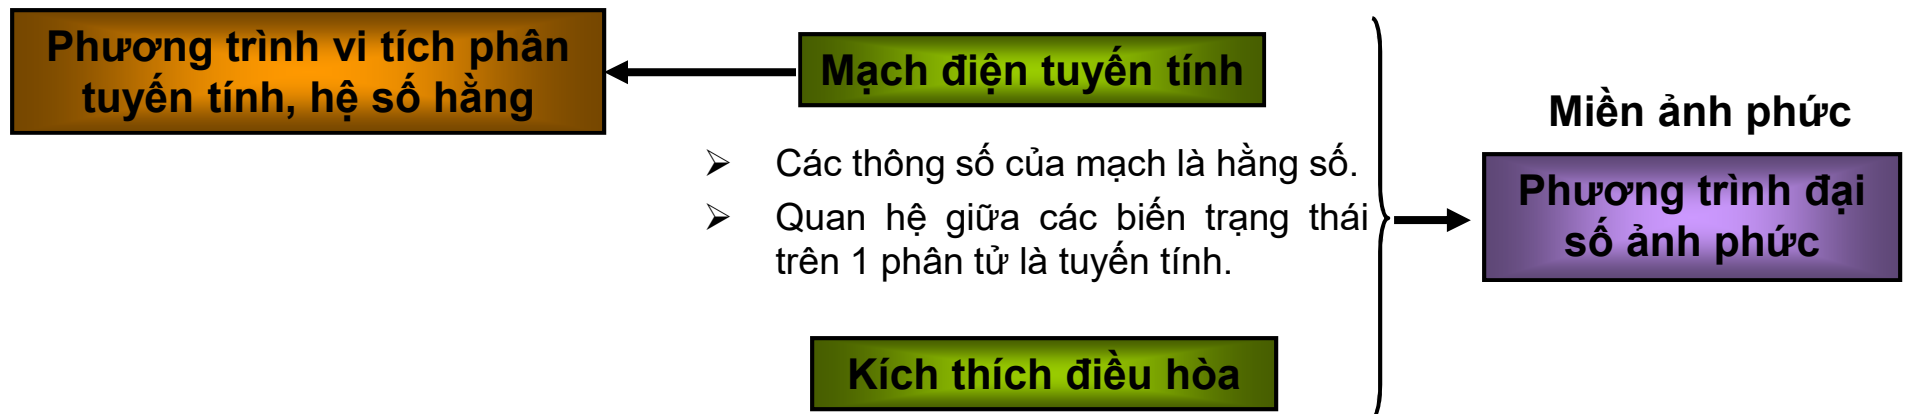 Phương trình vi tích phân
tuyến tính, hệ số hằng
Mạch điện tuyến tính
➢ Các thông số của mạch là hằng số.
➢ Quan hệ giữa các biến trạng thái
trên 1 phân tử là tuyến tính.
Kích thích điều hòa
Miền ảnh phức
Phương trình đại
số ảnh phức